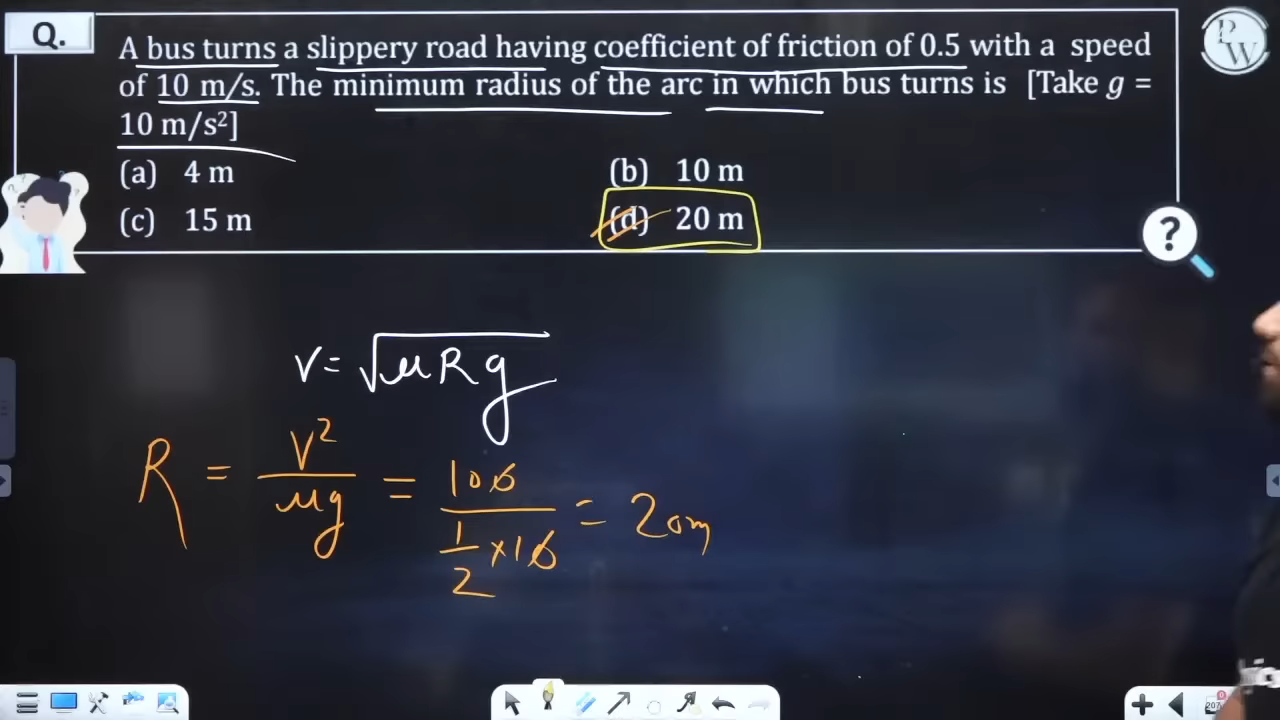 Q.
A bus turns a slippery road having coefficient of friction of 0.5 with a speed
of 10 m/s. The minimum radius of the arc in which bus turns is [Take g =
10 m/s²]
(a) 4 m
(b) 10 m
(c) 15 m
(d) 20 m
PW
?
v = √μRg
R = V²/μg = 100/(1/2 × 10) = 20m
207